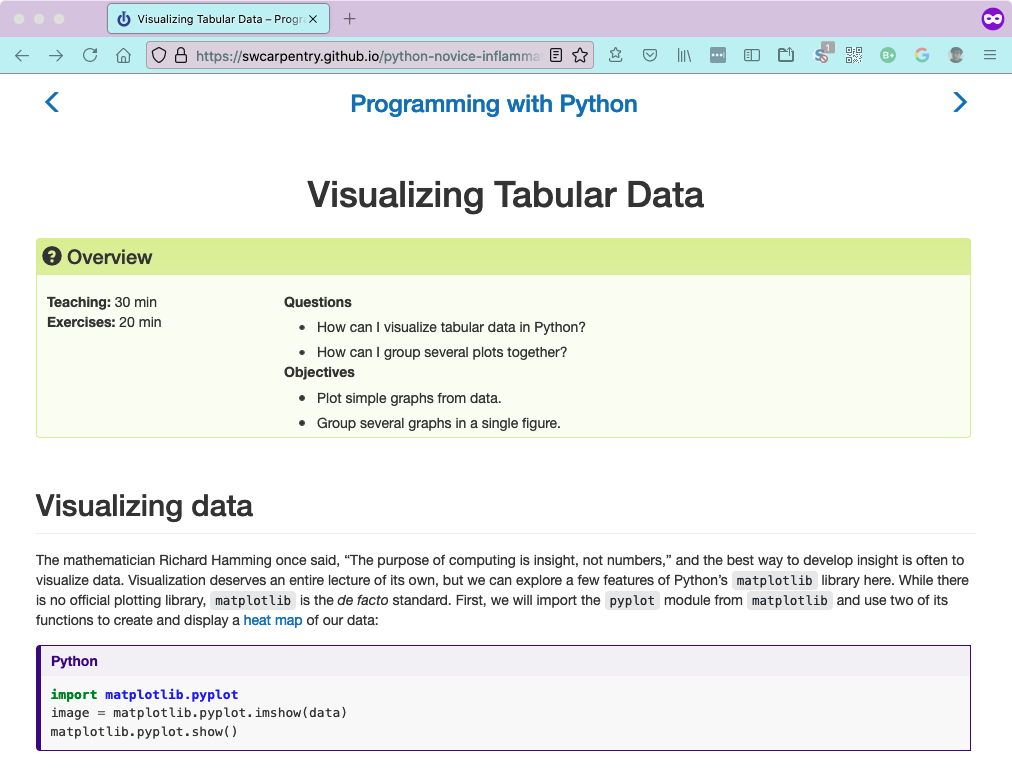 Visualizing Tabular Data – Progr
https://swcarpentry.github.io/python-novice-inflamma
1
B+
G
Programming with Python
Visualizing Tabular Data
? Overview
Teaching: 30 min
Exercises: 20 min
Questions
• How can I visualize tabular data in Python?
• How can I group several plots together?
Objectives
• Plot simple graphs from data.
• Group several graphs in a single figure.
Visualizing data
The mathematician Richard Hamming once said, “The purpose of computing is insight, not numbers,” and the best way to develop insight is often to
visualize data. Visualization deserves an entire lecture of its own, but we can explore a few features of Python’s matplotlib library here. While there
is no official plotting library, matplotlib is the de facto standard. First, we will import the pyplot module from matplotlib and use two of its
functions to create and display a heat map of our data:
Python
import matplotlib.pyplot
image = matplotlib.pyplot.imshow(data)
matplotlib.pyplot.show()